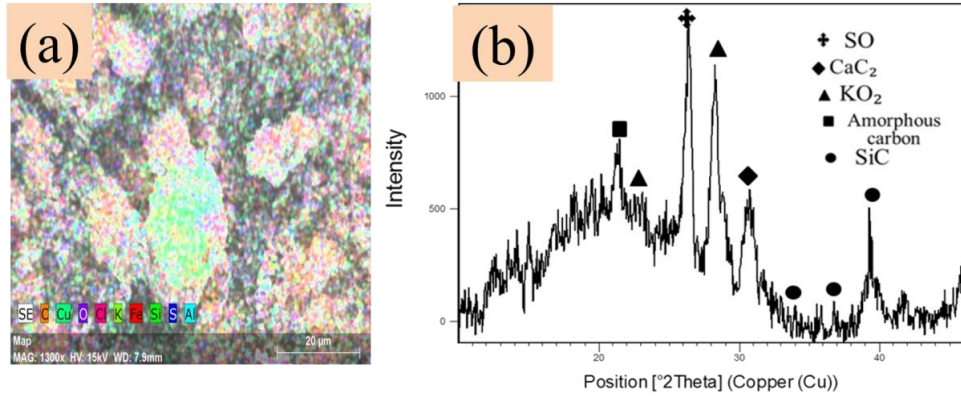 (a)
SE C Cu O Cl K Fe Si S Al
Map
MAG: 1300x HV: 15kV WD: 7.9mm
20 μm
(b)
SO
CaC₂
KO₂
Amorphous
carbon
SiC
Intensity
1000
500
0
20
30
40
Position [°2Theta] (Copper (Cu))